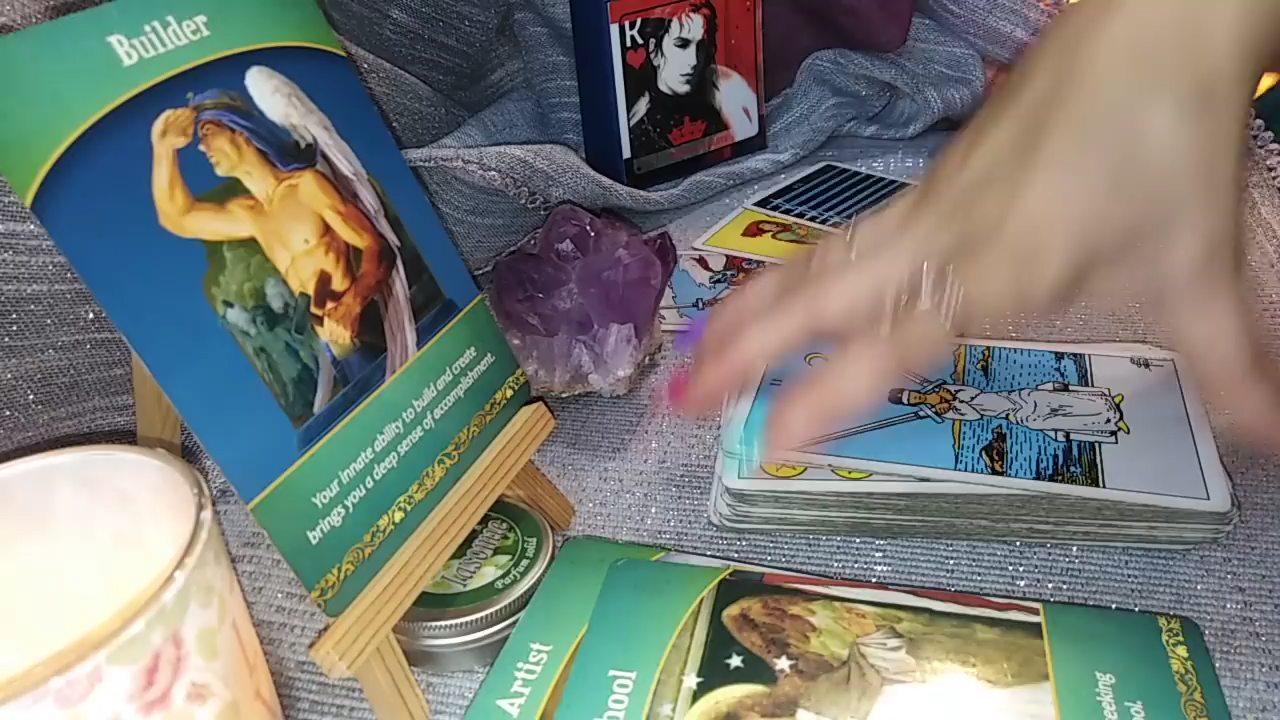 Builder
K
Your innate ability to build and create
brings you a deep sense of accomplishment.
II
Parfum solid
Artist
hool
eeking
ol.